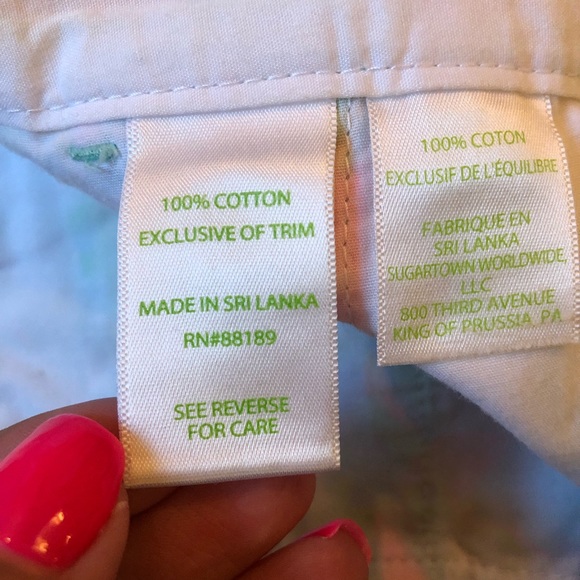 100% COTTON
EXCLUSIVE OF TRIM
MADE IN SRI LANKA
RN#88189
SEE REVERSE
FOR CARE
100% COTON
EXCLUSIF DE L'ÉQUILIBRE
FABRIQUE EN
SRI LANKA
SUGARTOWN WORLDWIDE,
LLC
800 THIRD AVENUE
KING OF PRUSSIA, PA